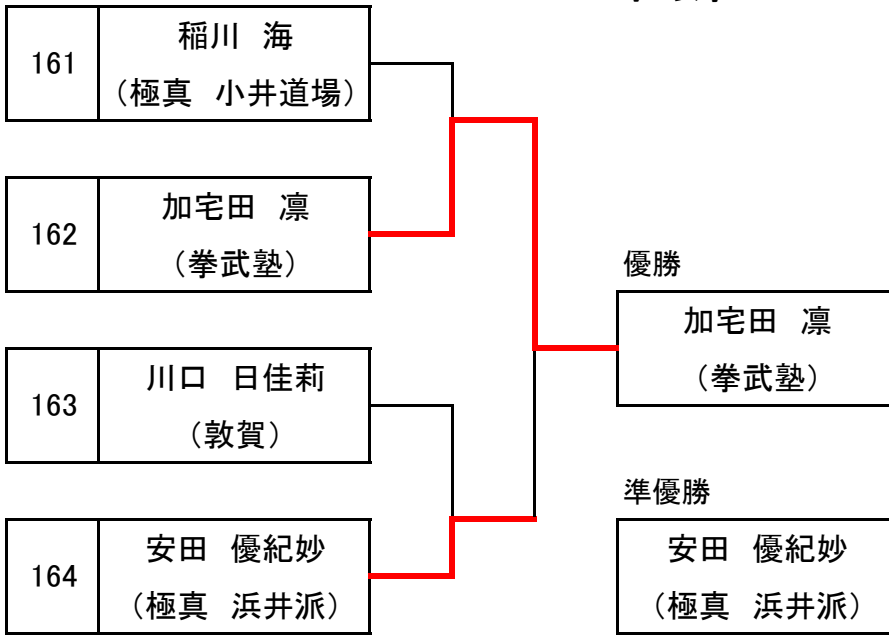 161
稲川 海
(極真 小井道場)
162
加宅田 凛
(拳武塾)
163
川口 日佳莉
(敦賀)
164
安田 優紀妙
(極真 浜井派)
優勝
加宅田 凛
(拳武塾)
準優勝
安田 優紀妙
(極真 浜井派)